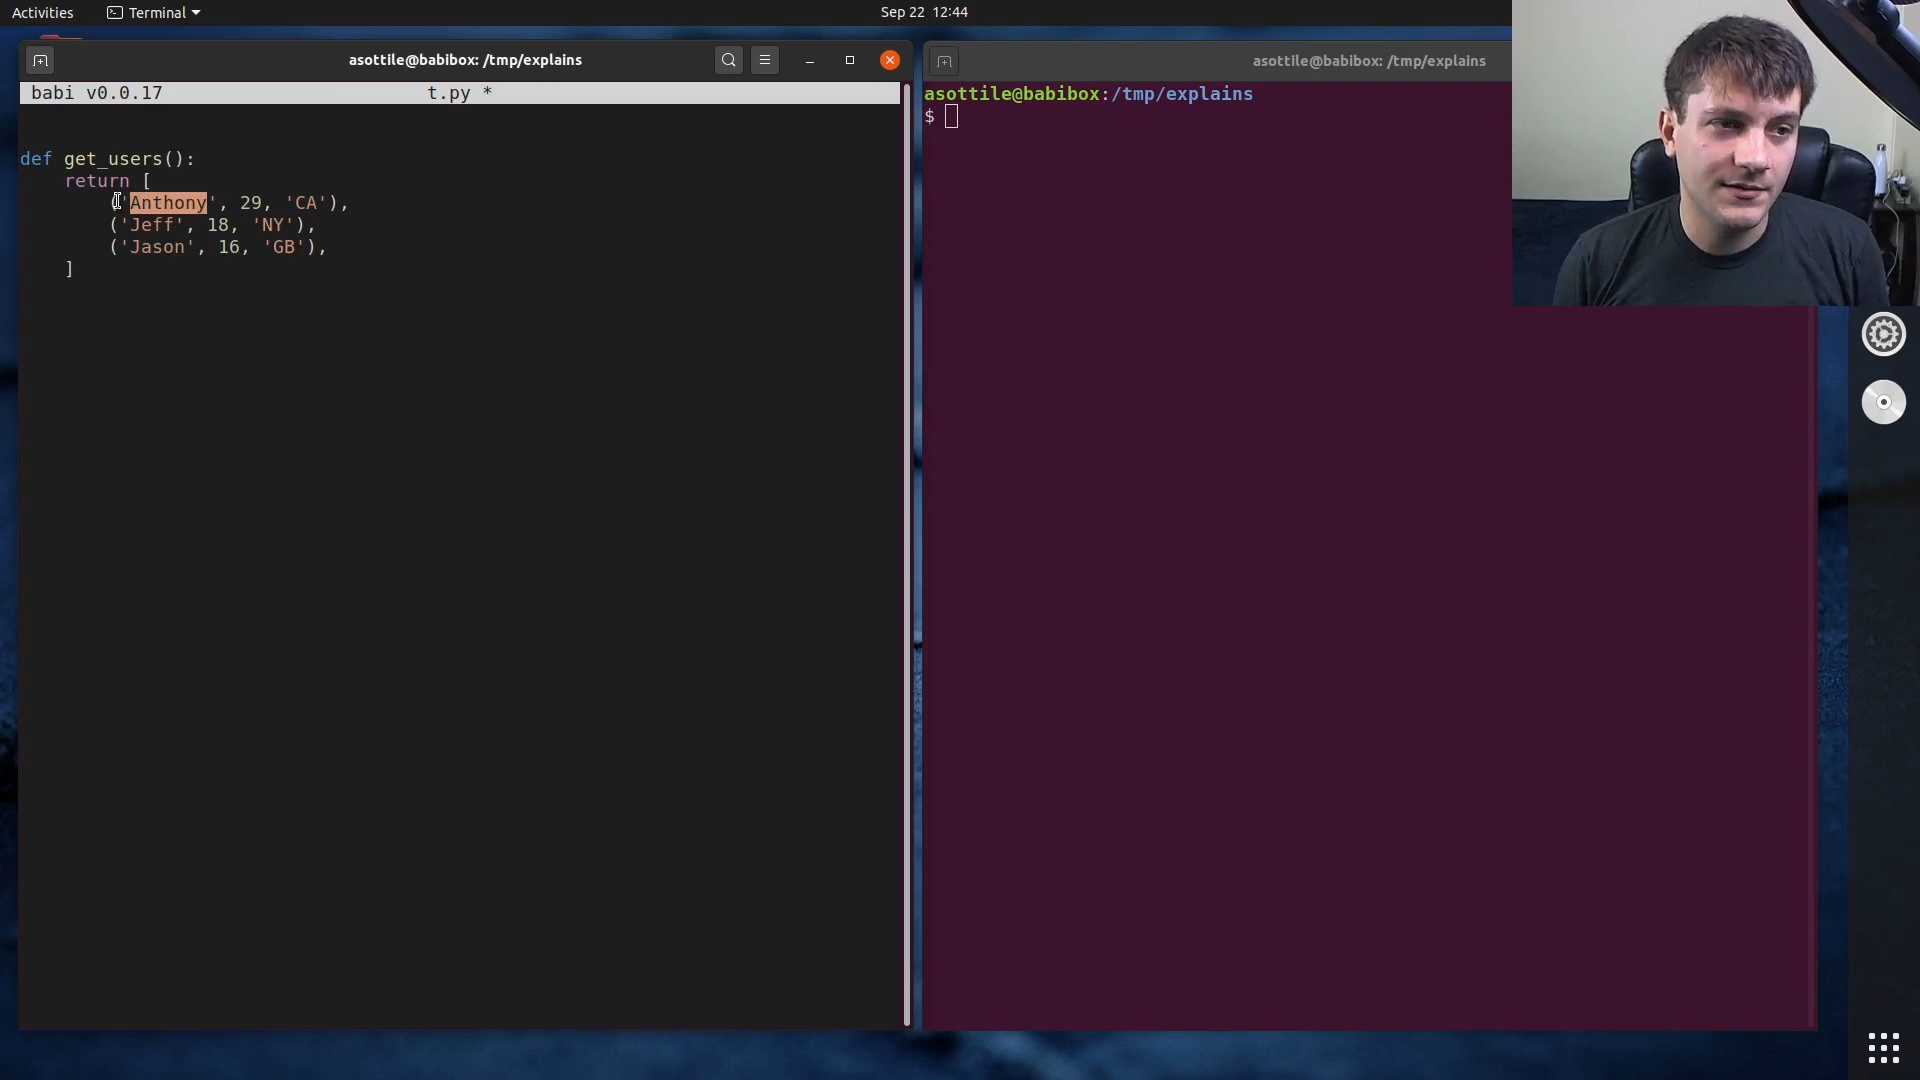 Activities
Terminal
Sep 22 12:44
asottile@babibox: /tmp/explains
babi v0.0.17 t.py *
def get_users():
    return [
        ('Anthony', 29, 'CA'),
        ('Jeff', 18, 'NY'),
        ('Jason', 16, 'GB'),
    ]
asottile@babibox: /tmp/explains
asottile@babibox:/tmp/explains
$